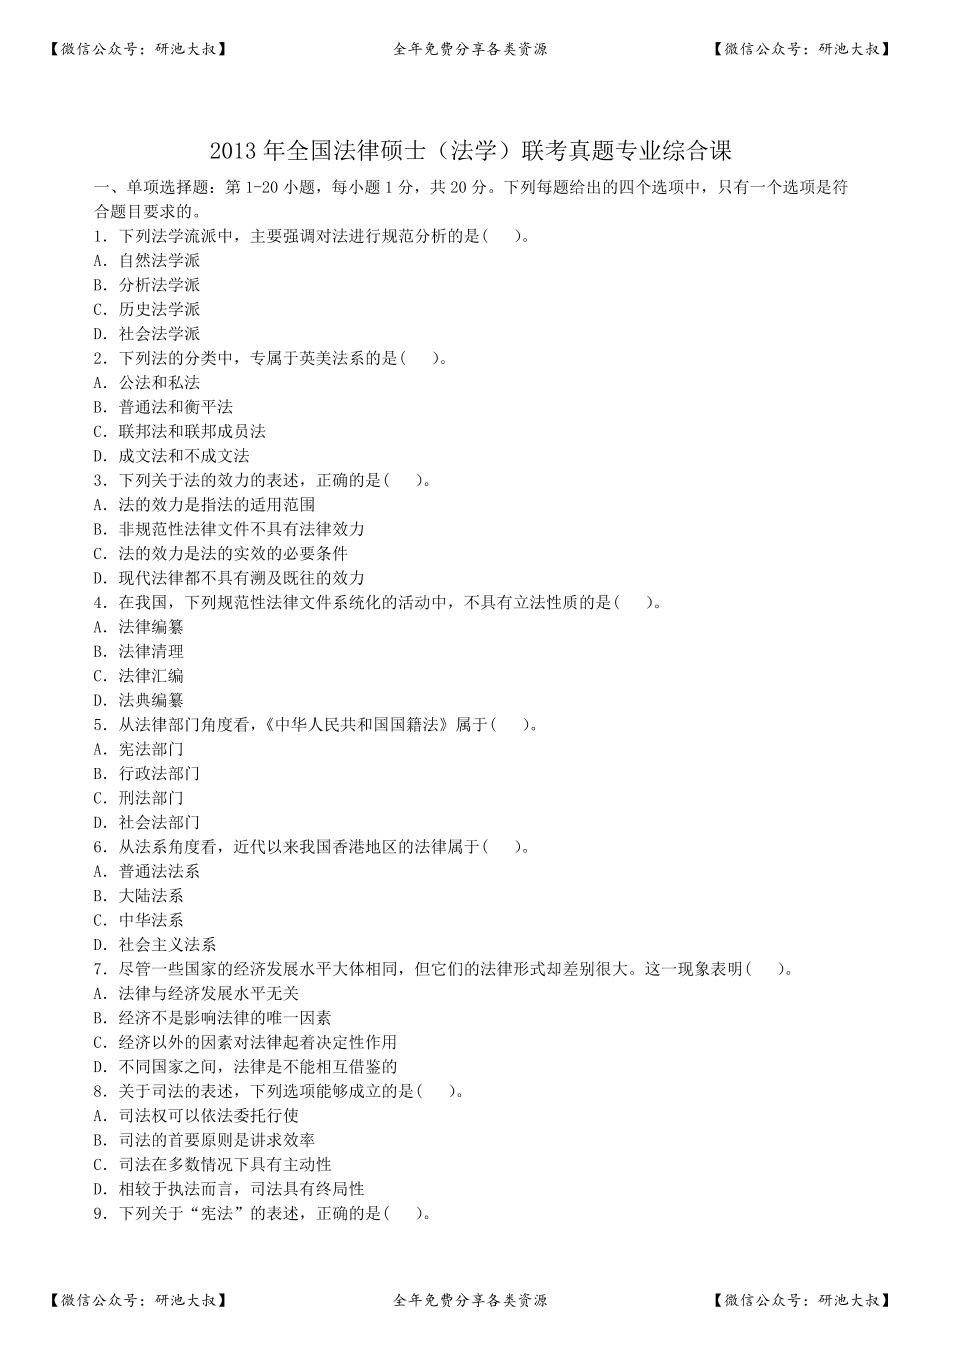 【微信公众号：研池大叔】 全年免费分享各类资源 【微信公众号：研池大叔】
2013 年全国法律硕士（法学）联考真题专业综合课
一、单项选择题：第 1-20 小题，每小题 1 分，共 20 分。下列每题给出的四个选项中，只有一个选项是符
合题目要求的。
1．下列法学流派中，主要强调对法进行规范分析的是(　　)。
A．自然法学派
B．分析法学派
C．历史法学派
D．社会法学派
2．下列法的分类中，专属于英美法系的是(　　)。
A．公法和私法
B．普通法和衡平法
C．联邦法和联邦成员法
D．成文法和不成文法
3．下列关于法的效力的表述，正确的是(　　)。
A．法的效力是指法的适用范围
B．非规范性法律文件不具有法律效力
C．法的效力是法的实效的必要条件
D．现代法律都不具有溯及既往的效力
4．在我国，下列规范性法律文件系统化的活动中，不具有立法性质的是(　　)。
A．法律编纂
B．法律清理
C．法律汇编
D．法典编纂
5．从法律部门角度看，《中华人民共和国国籍法》属于(　　)。
A．宪法部门
B．行政法部门
C．刑法部门
D．社会法部门
6．从法系角度看，近代以来我国香港地区的法律属于(　　)。
A．普通法法系
B．大陆法系
C．中华法系
D．社会主义法系
7．尽管一些国家的经济发展水平大体相同，但它们的法律形式却差别很大。这一现象表明(　　)。
A．法律与经济发展水平无关
B．经济不是影响法律的唯一因素
C．经济以外的因素对法律起着决定性作用
D．不同国家之间，法律是不能相互借鉴的
8．关于司法的表述，下列选项能够成立的是(　　)。
A．司法权可以依法委托行使
B．司法的首要原则是讲求效率
C．司法在多数情况下具有主动性
D．相较于执法而言，司法具有终局性
9．下列关于“宪法”的表述，正确的是(　　)。
【微信公众号：研池大叔】 全年免费分享各类资源 【微信公众号：研池大叔】